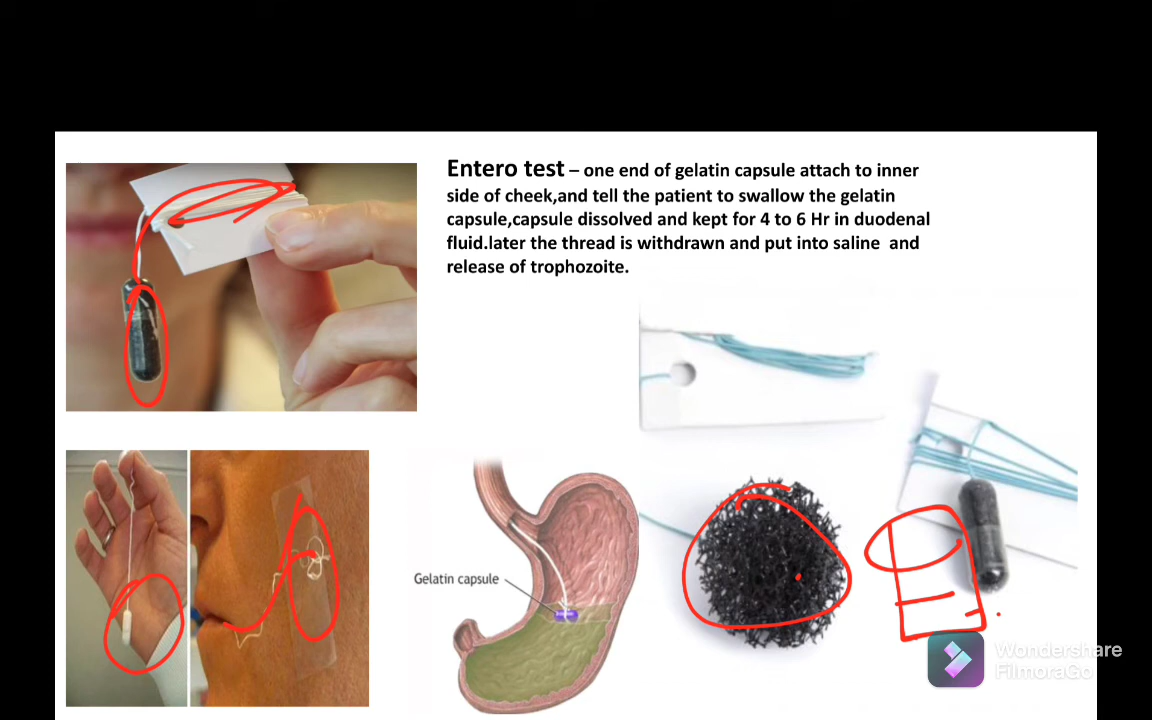 Entero test – one end of gelatin capsule attach to inner
side of cheek,and tell the patient to swallow the gelatin
capsule,capsule dissolved and kept for 4 to 6 Hr in duodenal
fluid.later the thread is withdrawn and put into saline and
release of trophozoite.
Gelatin capsule
Wondershare
FilmoraGo